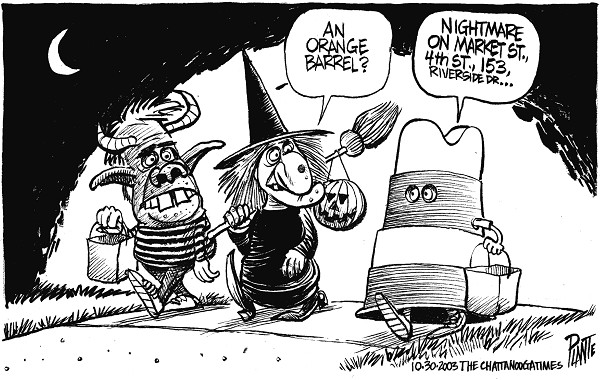 AN
ORANGE
BARREL?
NIGHTMARE
ON MARKET ST.,
4th ST., 153,
RIVERSIDE DR...
PLANTE
10-30-2003 THE CHATTANOOGA TIMES